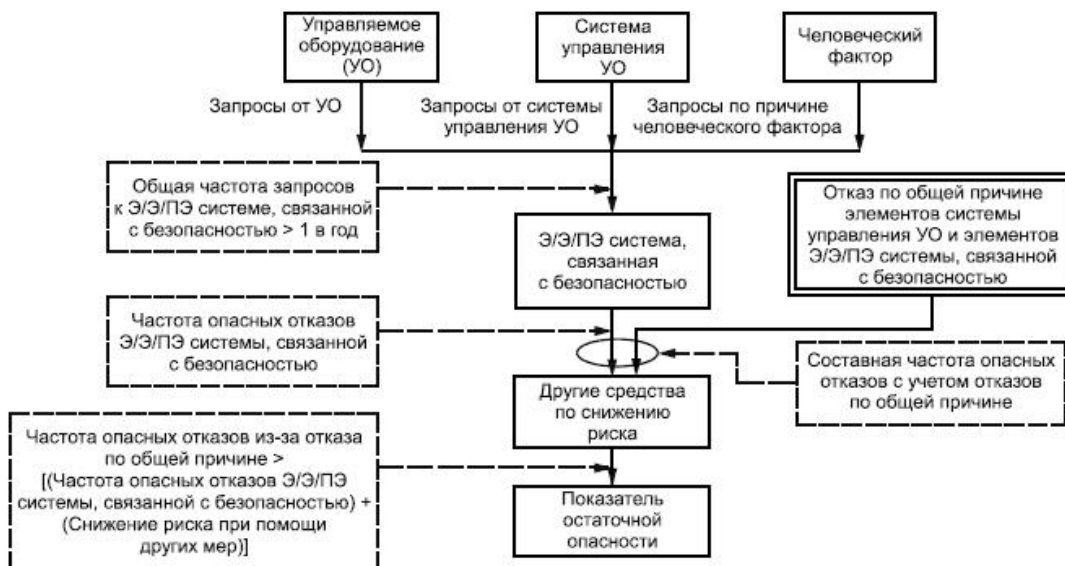 Управляемое
оборудование
(УО)
Система
управления
УО
Человеческий
фактор
Запросы от УО
Запросы от системы
управления УО
Запросы по причине
человеческого фактора
Общая частота запросов
к Э/Э/ПЭ системе, связанной
с безопасностью > 1 в год
Отказ по общей причине
элементов системы
управления УО и элементов
Э/Э/ПЭ системы, связанной
с безопасностью
Э/Э/ПЭ система,
связанная
с безопасностью
Частота опасных отказов
Э/Э/ПЭ системы, связанной
с безопасностью
Составная частота опасных
отказов с учетом отказов
по общей причине
Другие средства
по снижению
риска
Частота опасных отказов из-за отказа
по общей причине >
[(Частота опасных отказов Э/Э/ПЭ
системы, связанной с безопасностью) +
(Снижение риска при помощи
других мер)]
Показатель
остаточной
опасности